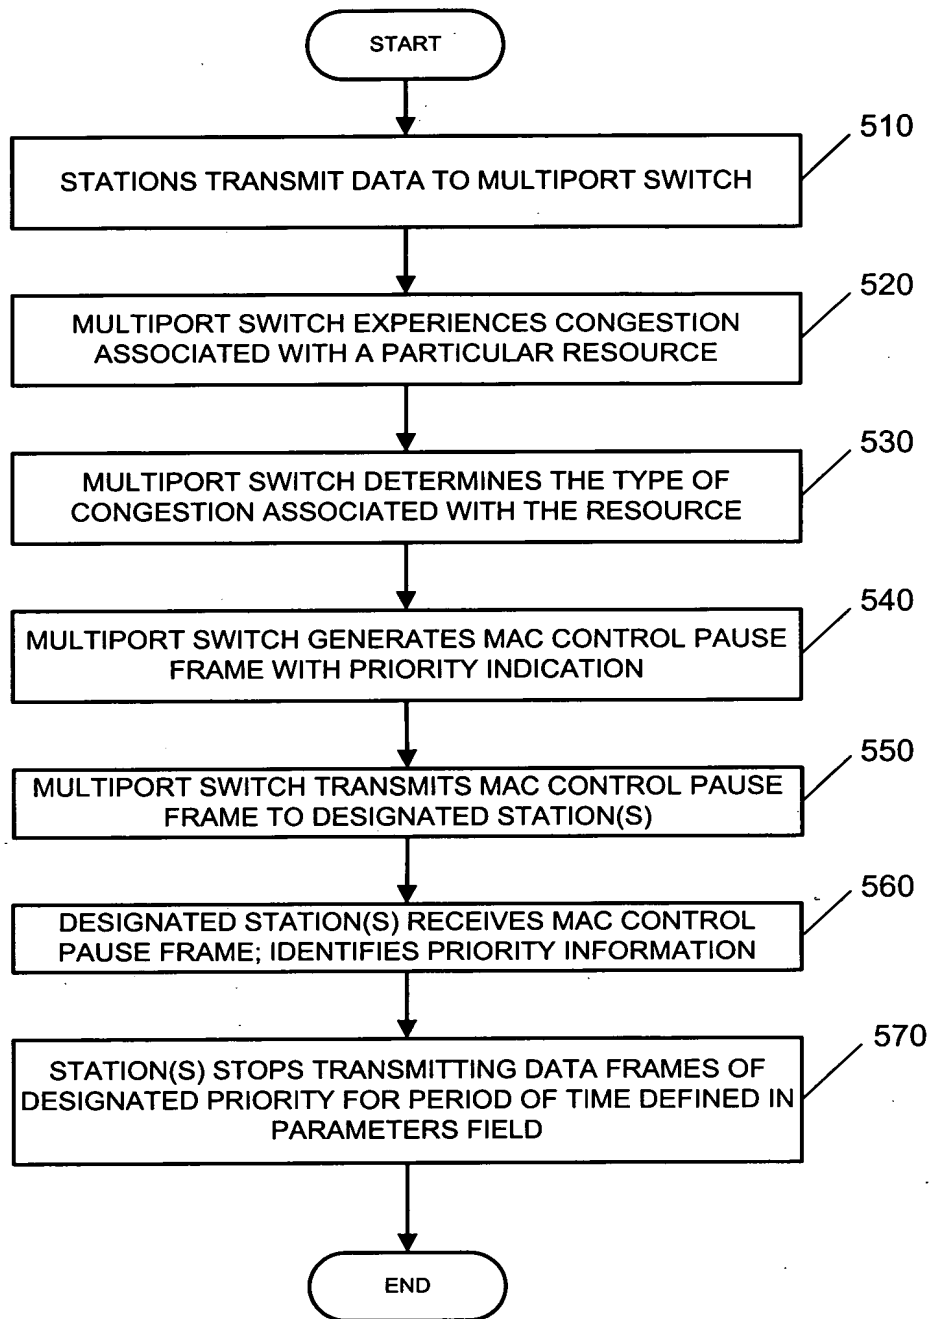 START
510
STATIONS TRANSMIT DATA TO MULTIPORT SWITCH
520
MULTIPORT SWITCH EXPERIENCES CONGESTION
ASSOCIATED WITH A PARTICULAR RESOURCE
530
MULTIPORT SWITCH DETERMINES THE TYPE OF
CONGESTION ASSOCIATED WITH THE RESOURCE
540
MULTIPORT SWITCH GENERATES MAC CONTROL PAUSE
FRAME WITH PRIORITY INDICATION
550
MULTIPORT SWITCH TRANSMITS MAC CONTROL PAUSE
FRAME TO DESIGNATED STATION(S)
560
DESIGNATED STATION(S) RECEIVES MAC CONTROL
PAUSE FRAME; IDENTIFIES PRIORITY INFORMATION
570
STATION(S) STOPS TRANSMITTING DATA FRAMES OF
DESIGNATED PRIORITY FOR PERIOD OF TIME DEFINED IN
PARAMETERS FIELD
END